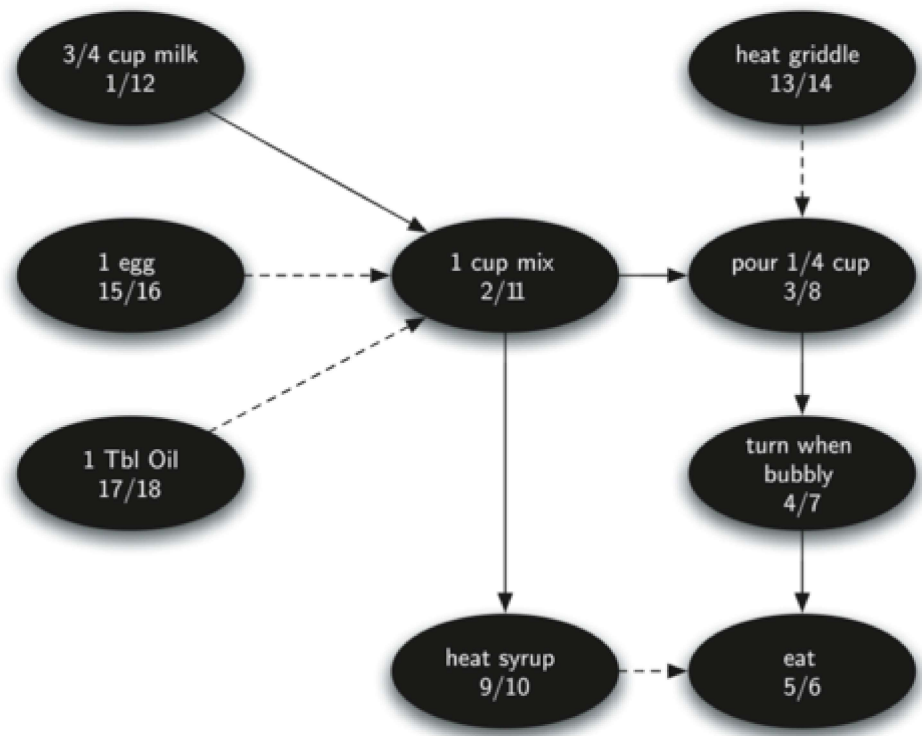 3/4 cup milk
1/12
heat griddle
13/14
1 egg
15/16
1 cup mix
2/11
pour 1/4 cup
3/8
1 Tbl Oil
17/18
turn when
bubbly
4/7
heat syrup
9/10
eat
5/6